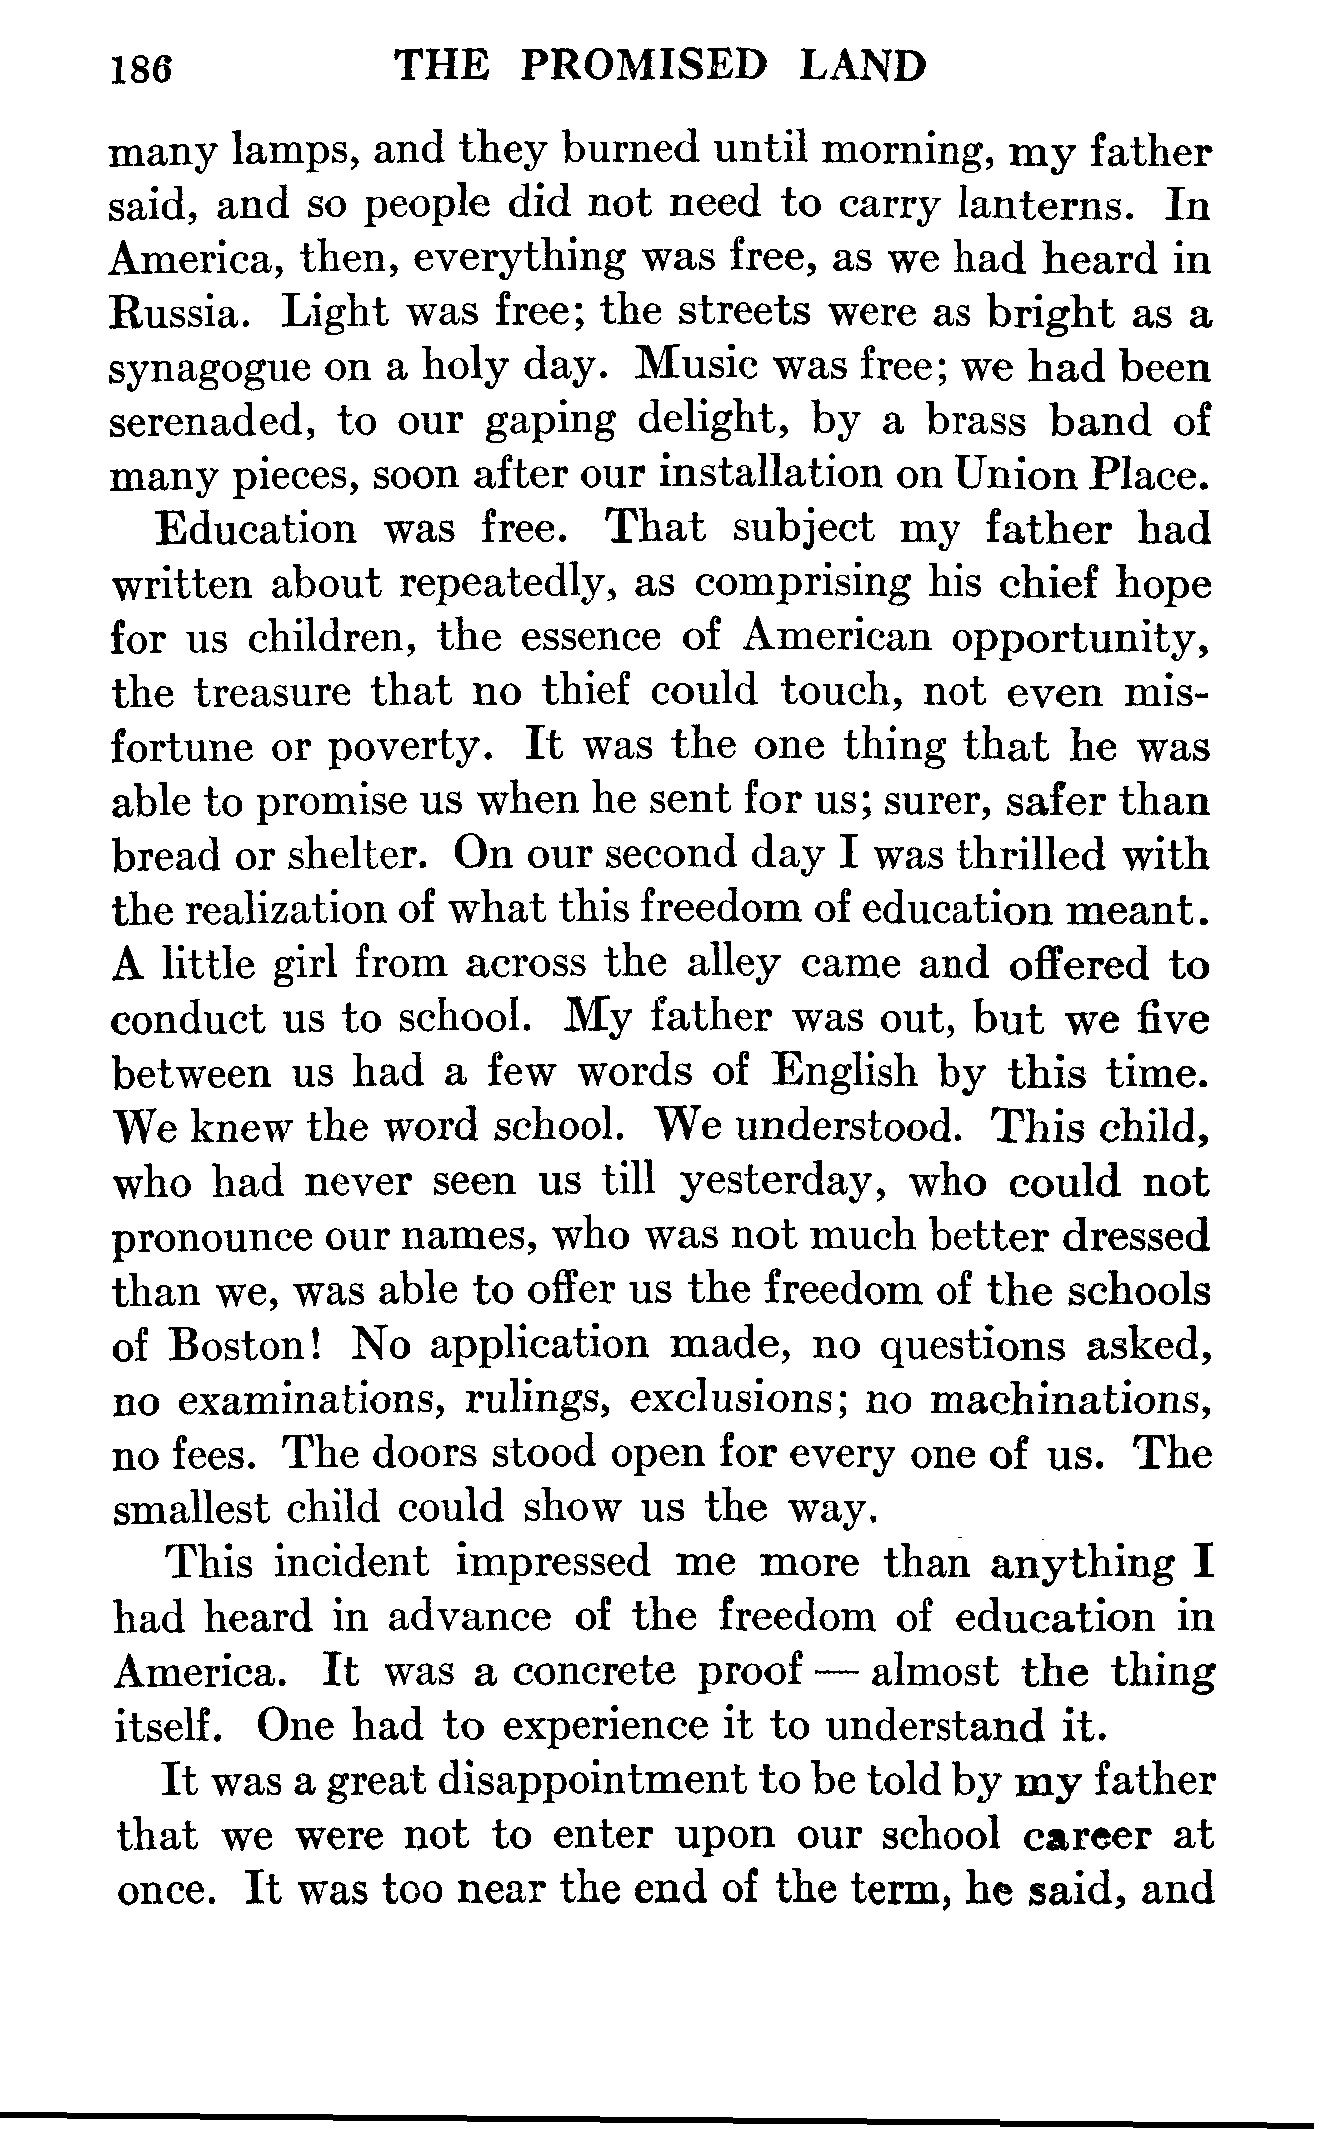 186 THE PROMISED LAND
many lamps, and they burned until morning, my father
said, and so people did not need to carry lanterns. In
America, then, everything was free, as we had heard in
Russia. Light was free; the streets were as bright as a
synagogue on a holy day. Music was free; we had been
serenaded, to our gaping delight, by a brass band of
many pieces, soon after our installation on Union Place.
Education was free. That subject my father had
written about repeatedly, as comprising his chief hope
for us children, the essence of American opportunity,
the treasure that no thief could touch, not even mis-
fortune or poverty. It was the one thing that he was
able to promise us when he sent for us; surer, safer than
bread or shelter. On our second day I was thrilled with
the realization of what this freedom of education meant.
A little girl from across the alley came and offered to
conduct us to school. My father was out, but we five
between us had a few words of English by this time.
We knew the word school. We understood. This child,
who had never seen us till yesterday, who could not
pronounce our names, who was not much better dressed
than we, was able to offer us the freedom of the schools
of Boston! No application made, no questions asked,
no examinations, rulings, exclusions; no machinations,
no fees. The doors stood open for every one of us. The
smallest child could show us the way.
This incident impressed me more than anything I
had heard in advance of the freedom of education in
America. It was a concrete proof — almost the thing
itself. One had to experience it to understand it.
It was a great disappointment to be told by my father
that we were not to enter upon our school career at
once. It was too near the end of the term, he said, and